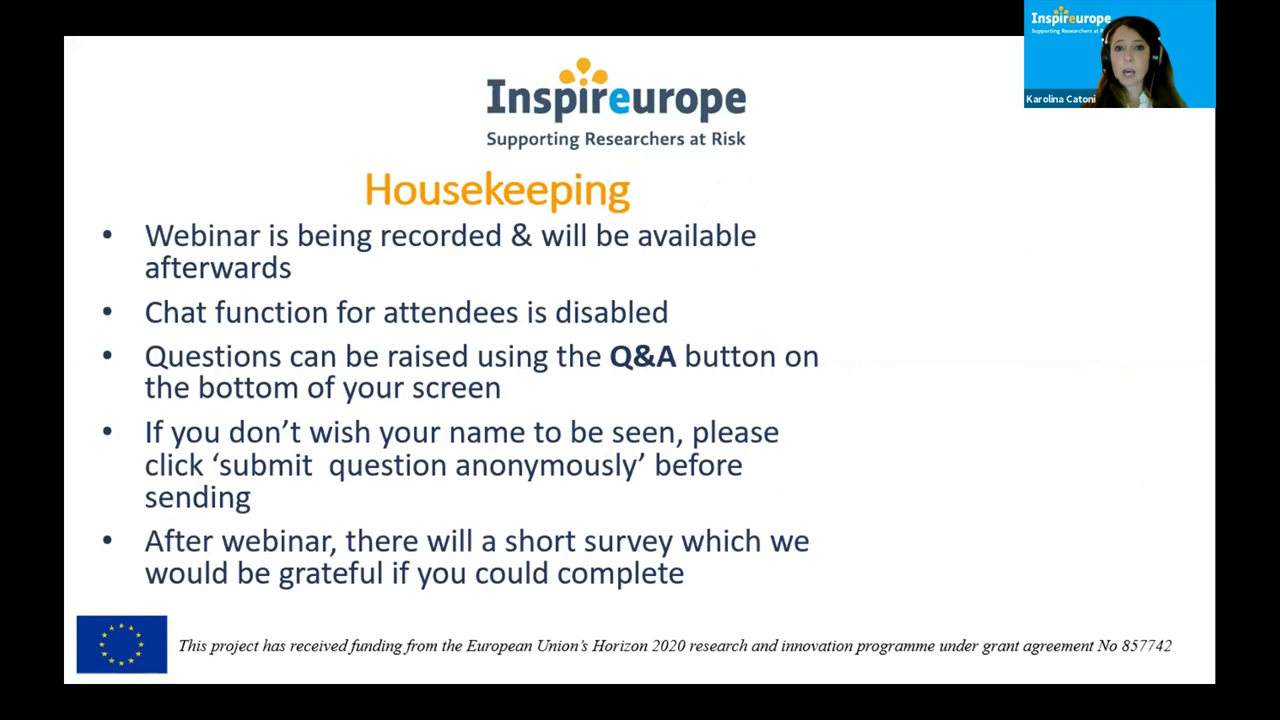 Inspireurope
Supporting Researchers at Risk
Inspireurope
Supporting Researchers at
Karolina Catoni
Housekeeping
• Webinar is being recorded & will be available
afterwards
• Chat function for attendees is disabled
• Questions can be raised using the Q&A button on
the bottom of your screen
• If you don’t wish your name to be seen, please
click ‘submit  question anonymously’ before
sending
• After webinar, there will a short survey which we
would be grateful if you could complete
This project has received funding from the European Union’s Horizon 2020 research and innovation programme under grant agreement No 857742